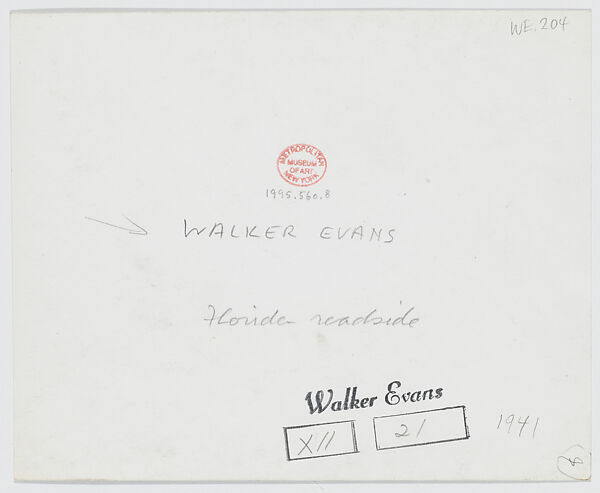 WE.204
METROPOLITAN
MUSEUM
OF ART
NEW YORK
1995.560.8
WALKER EVANS
Florida roadside
Walker Evans
XII 21 1941
8